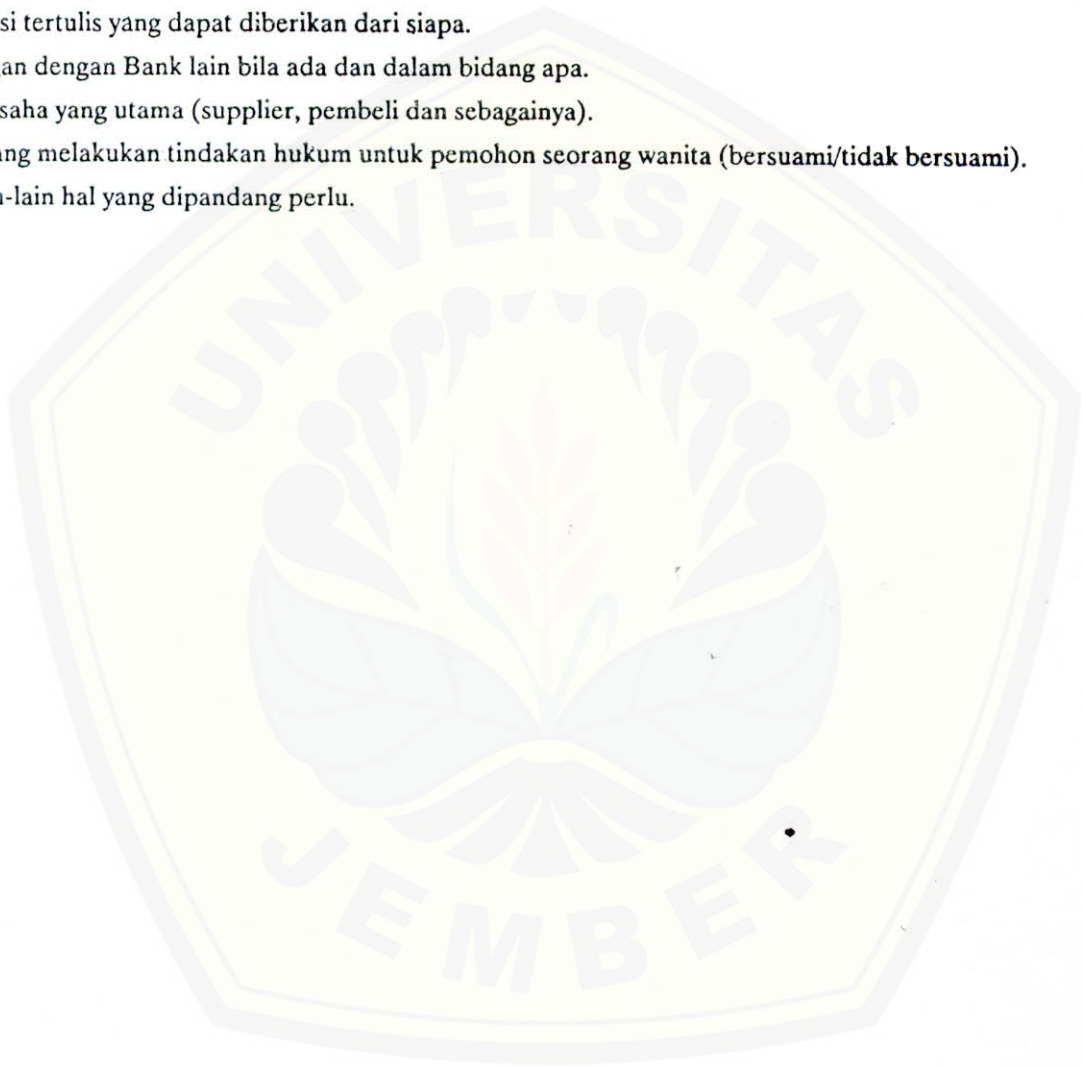 si tertulis yang dapat diberikan dari siapa.
an dengan Bank lain bila ada dan dalam bidang apa.
saha yang utama (supplier, pembeli dan sebagainya).
ng melakukan tindakan hukum untuk pemohon seorang wanita (bersuami/tidak bersuami).
-lain hal yang dipandang perlu.
UNIVERSITAS
JEMBER